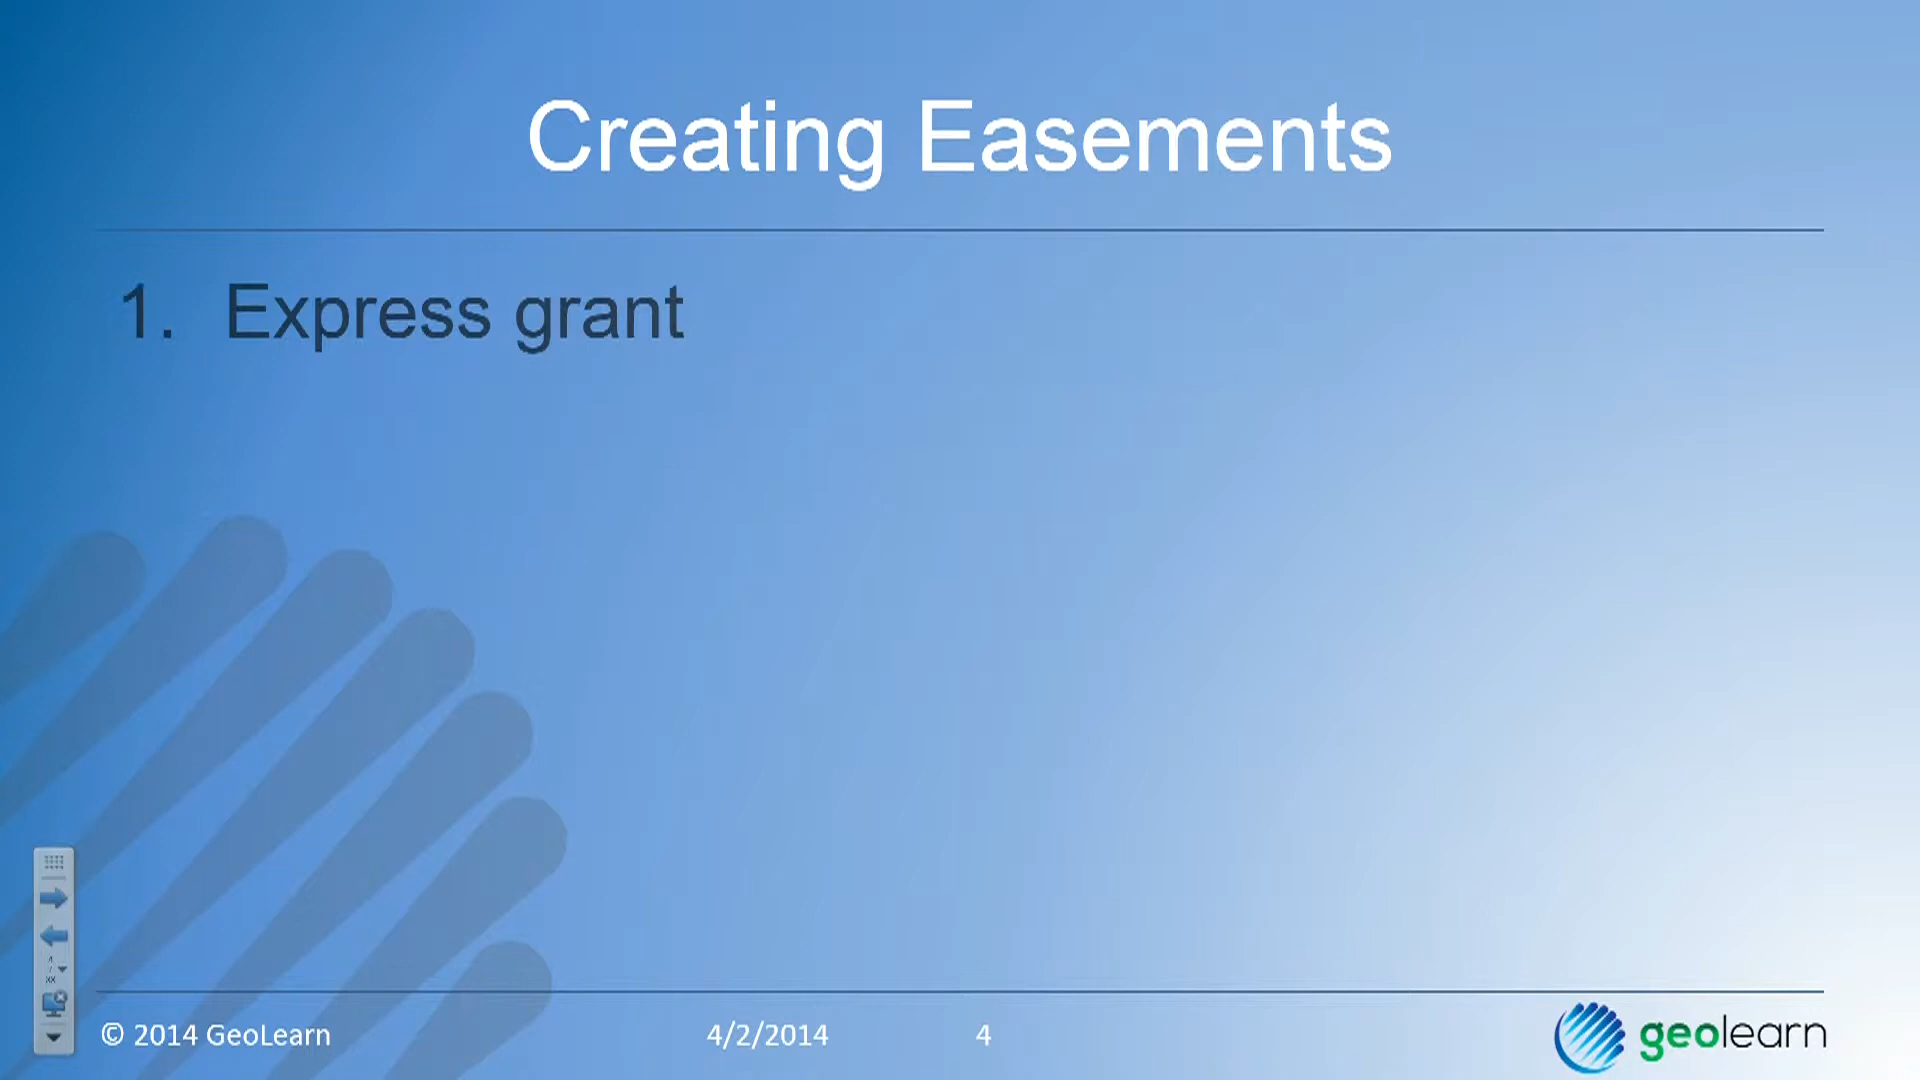 Creating Easements
1. Express grant
© 2014 GeoLearn
4/2/2014
4
geolearn